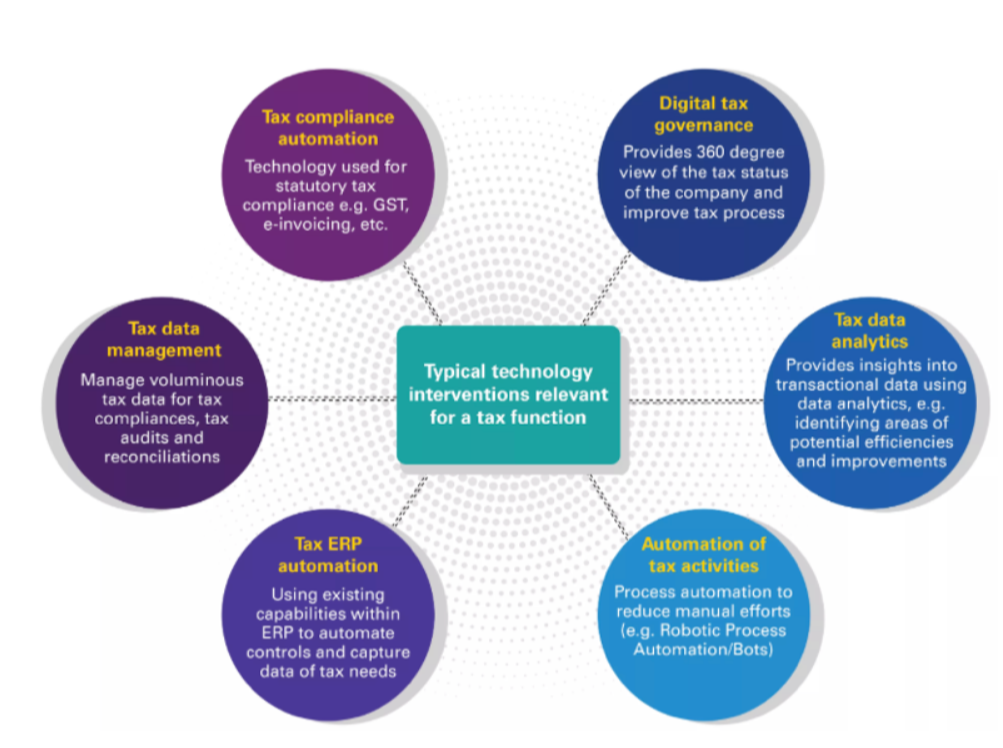 Tax compliance
automation
Technology used for
statutory tax
compliance e.g. GST,
e-invoicing, etc.
Digital tax
governance
Provides 360 degree
view of the tax status
of the company and
improve tax process
Tax data
management
Manage voluminous
tax data for tax
compliances, tax
audits and
reconciliations
Typical technology
interventions relevant
for a tax function
Tax data
analytics
Provides insights into
transactional data using
data analytics, e.g.
identifying areas of
potential efficiencies
and improvements
Tax ERP
automation
Using existing
capabilities within
ERP to automate
controls and capture
data of tax needs
Automation of
tax activities
Process automation to
reduce manual efforts
(e.g. Robotic Process
Automation/Bots)